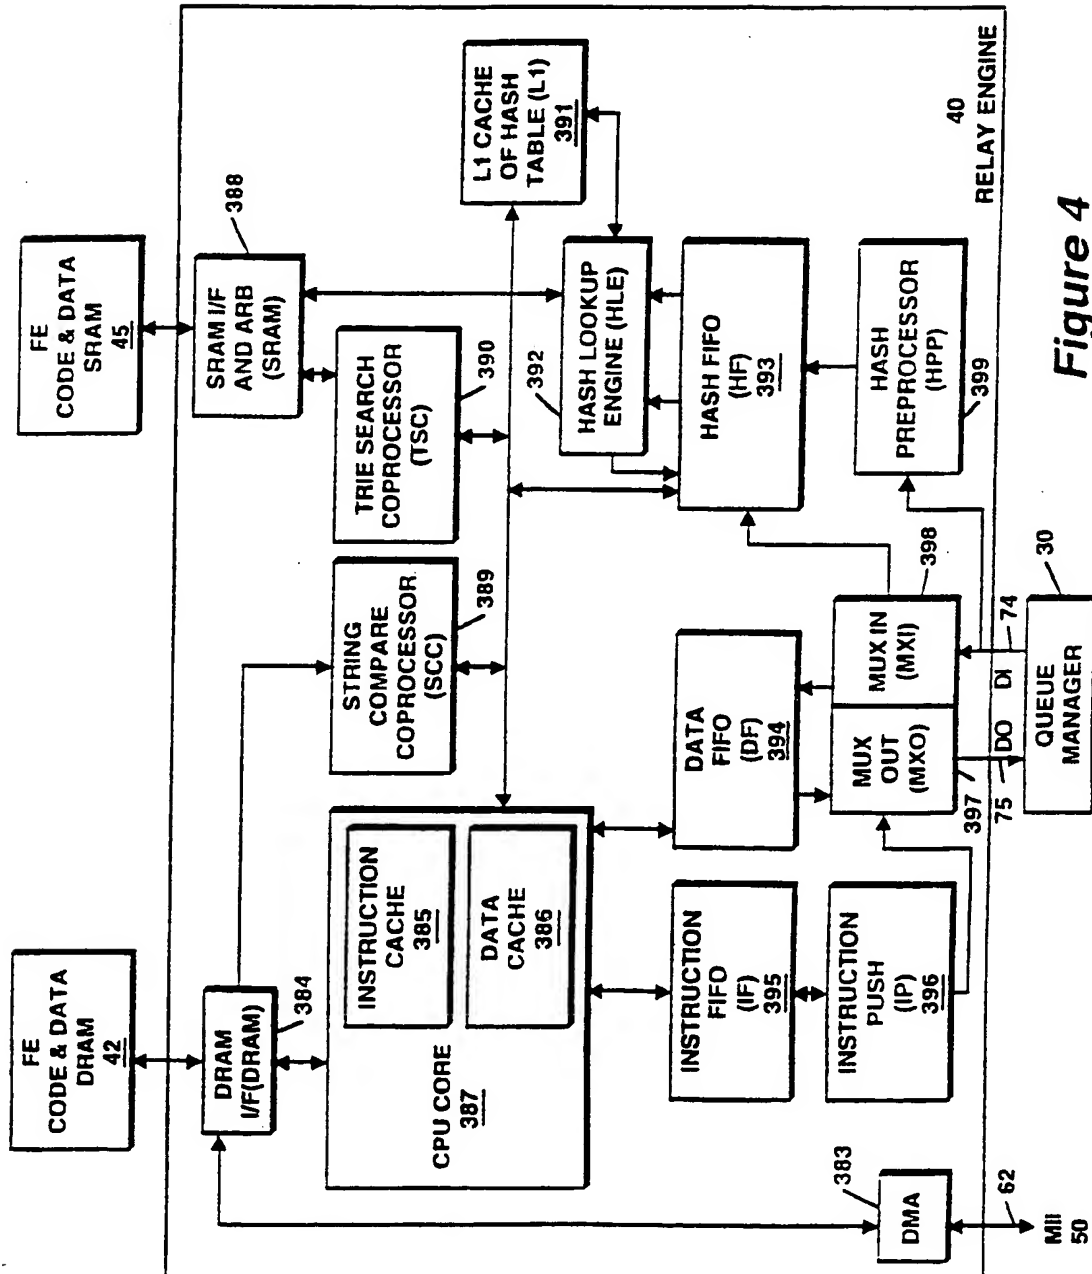 FE
CODE & DATA
DRAM
42
FE
CODE & DATA
SRAM
45
DRAM
I/F(DRAM)
384
SRAM I/F
AND ARB
(SRAM)
388
CPU CORE
387
INSTRUCTION
CACHE
385
DATA
CACHE
386
STRING
COMPARE
COPROCESSOR
(SCC)
389
TRIE SEARCH
COPROCESSOR
(TSC)
390
L1 CACHE
OF HASH
TABLE (L1)
391
392
HASH LOOKUP
ENGINE (HLE)
INSTRUCTION
FIFO
(IF)
395
DATA
FIFO
(DF)
394
HASH FIFO
(HF)
393
INSTRUCTION
PUSH
(IP)
396
MUX
OUT
(MXO)
397
MUX IN
(MXI)
398
HASH
PREPROCESSOR
(HPP)
399
383
DMA
62
MII
50
75
DO
DI
74
QUEUE
MANAGER
30
40
RELAY ENGINE
Figure 4